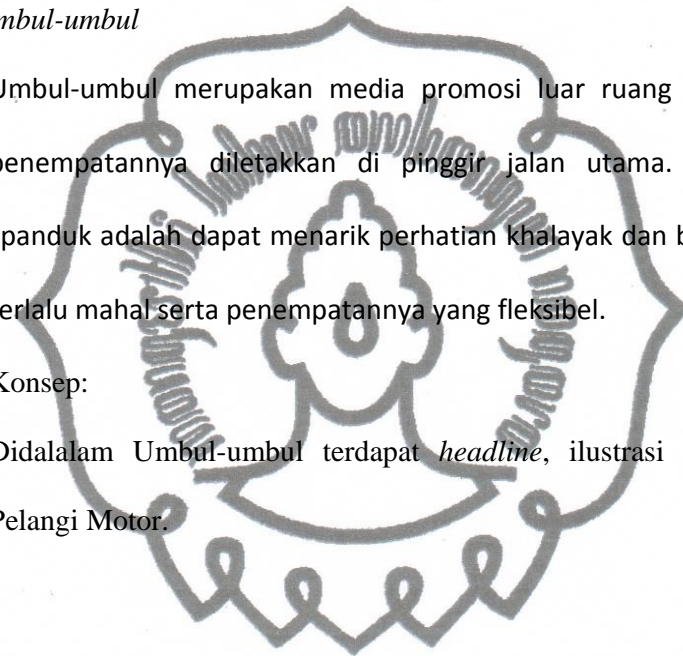 mbul-umbul
Umbul-umbul merupakan media promosi luar ruang
penempatannya diletakkan di pinggir jalan utama.
panduk adalah dapat menarik perhatian khalayak dan b
erlalu mahal serta penempatannya yang fleksibel.
Konsep:
Didalalam Umbul-umbul terdapat headline, ilustrasi
Pelangi Motor.